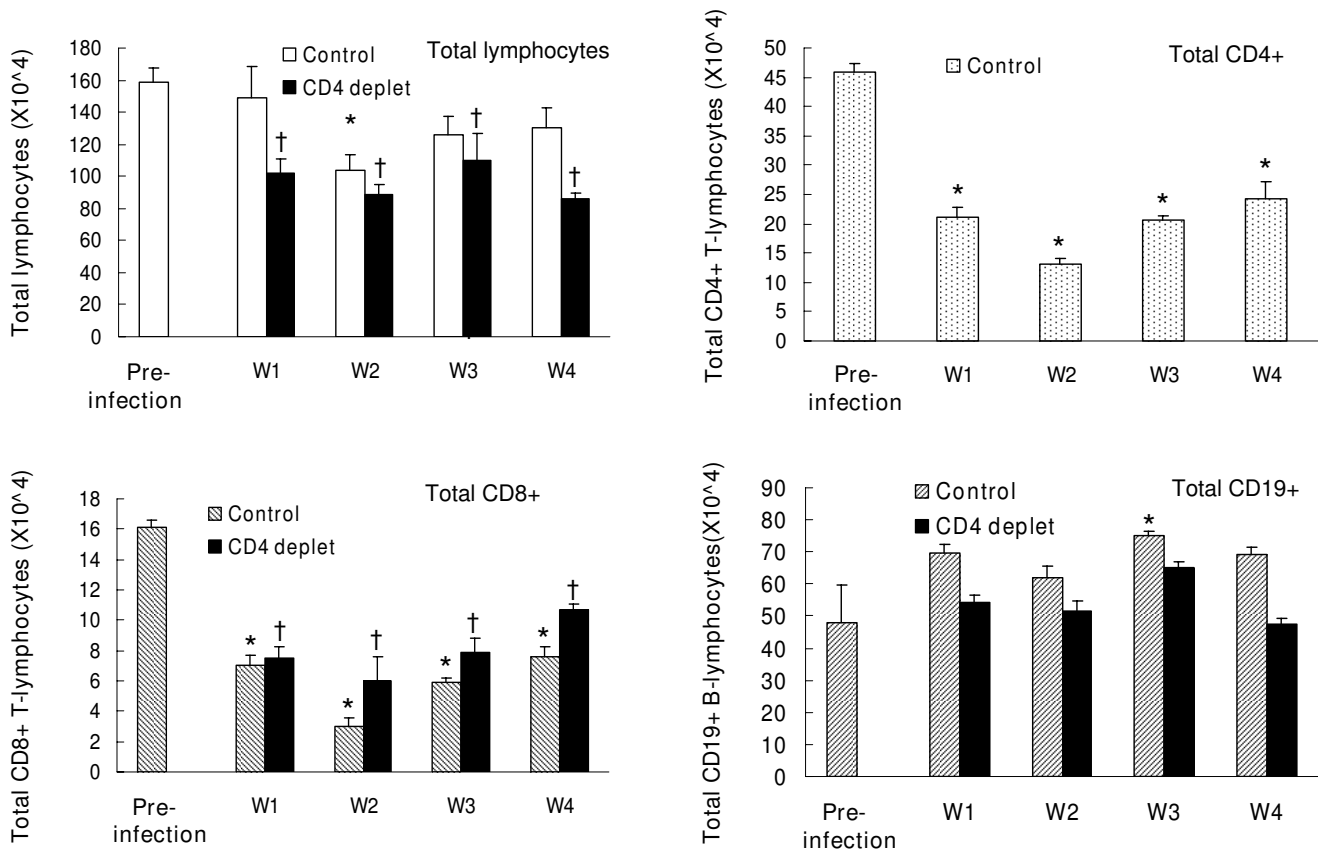 Total lymphocytes (X10^4)
180
160
140
120
100
80
60
40
20
0
Control
CD4 deplet
Total lymphocytes
†
*
†
†
†
Pre-
infection
W1
W2
W3
W4
Total CD4+ T-lymphocytes (X10^4)
50
45
40
35
30
25
20
15
10
5
0
Control
Total CD4+
*
*
*
*
Pre-
infection
W1
W2
W3
W4
Total CD8+ T-lymphocytes (X10^4)
18
16
14
12
10
8
6
4
2
0
Control
CD4 deplet
Total CD8+
*
†
*
†
*
†
*
†
Pre-
infection
W1
W2
W3
W4
Total CD19+ B-lymphocytes(X10^4)
90
80
70
60
50
40
30
20
10
0
Control
CD4 deplet
Total CD19+
*
Pre-
infection
W1
W2
W3
W4